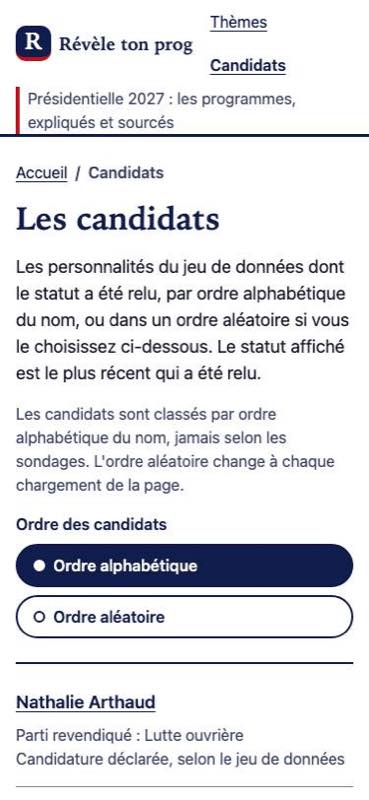 R Révèle ton prog
Thèmes
Candidats
Présidentielle 2027 : les programmes,
expliqués et sourcés
Accueil / Candidats
Les candidats
Les personnalités du jeu de données dont
le statut a été relu, par ordre alphabétique
du nom, ou dans un ordre aléatoire si vous
le choisissez ci-dessous. Le statut affiché
est le plus récent qui a été relu.
Les candidats sont classés par ordre
alphabétique du nom, jamais selon les
sondages. L'ordre aléatoire change à chaque
chargement de la page.
Ordre des candidats
Ordre alphabétique
Ordre aléatoire
Nathalie Arthaud
Parti revendiqué : Lutte ouvrière
Candidature déclarée, selon le jeu de données